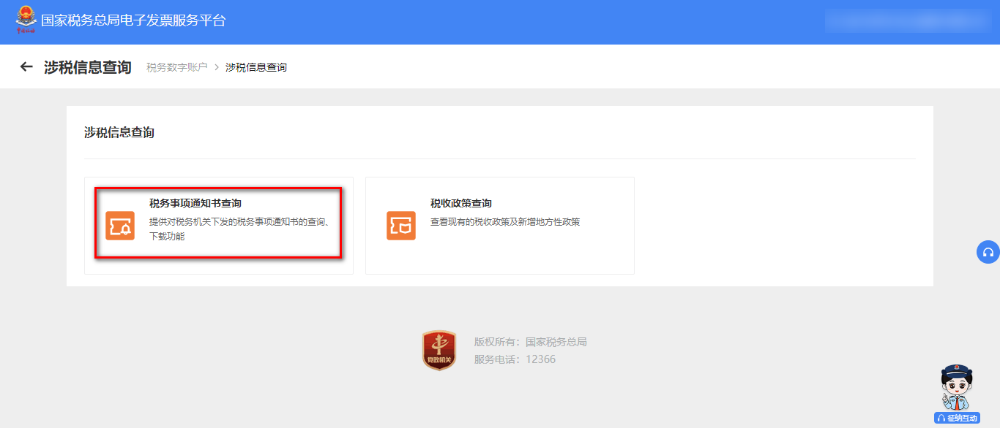 国家税务总局电子发票服务平台
涉税信息查询
税务数字账户 > 涉税信息查询
涉税信息查询
税务事项通知书查询
提供对税务机关下发的税务事项通知书的查询、
下载功能
税收政策查询
查看现有的税收政策及新增地方性政策
党政机关
版权所有：国家税务总局
服务电话：12366
征纳互动